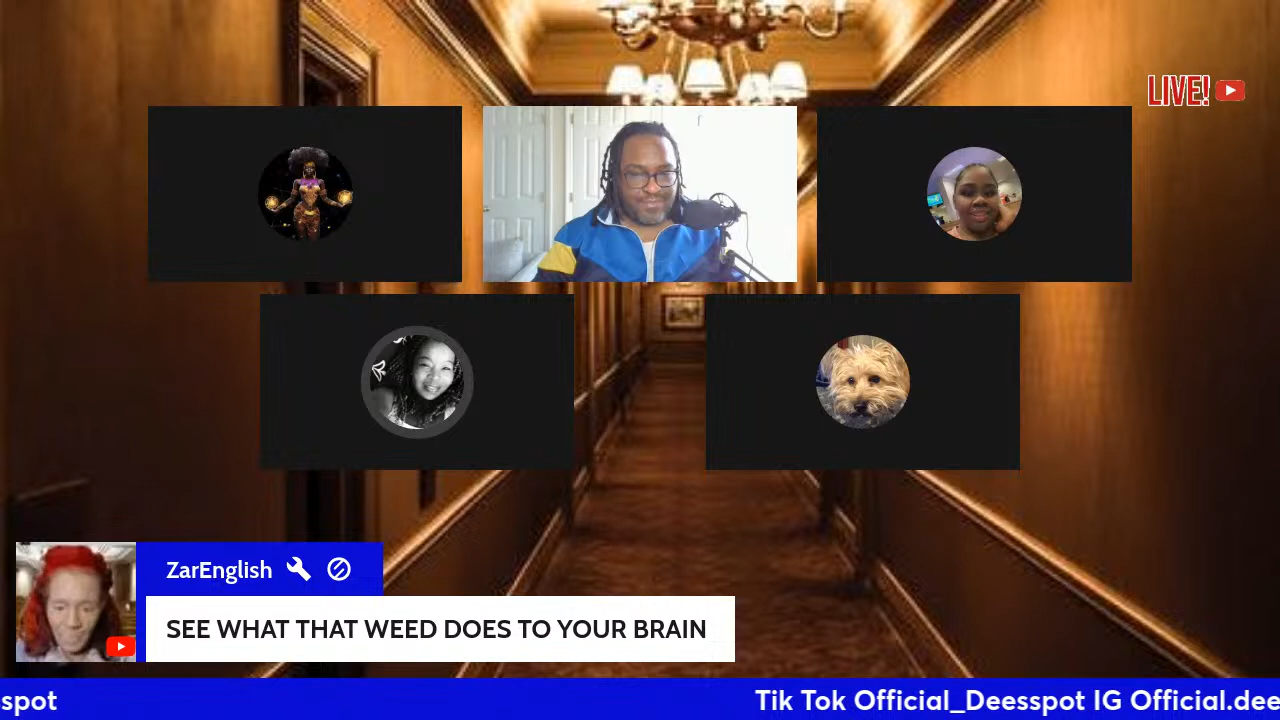 LIVE!
ZarEnglish
SEE WHAT THAT WEED DOES TO YOUR BRAIN
spot Tik Tok Official_Deesspot IG Official.dee